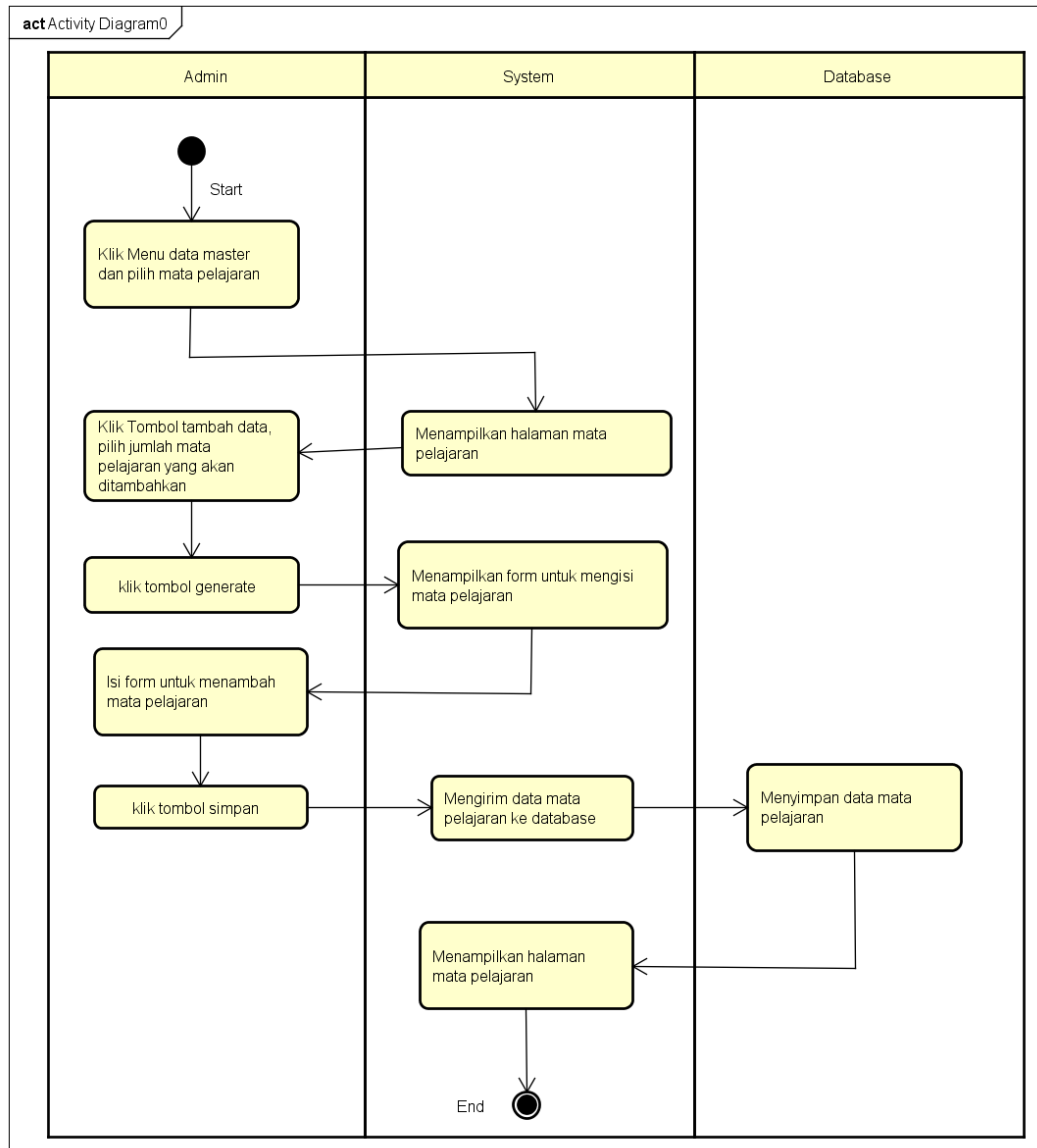 act Activity Diagram0
Admin
System
Database
Start
Klik Menu data master
dan pilih mata pelajaran
Klik Tombol tambah data,
pilih jumlah mata
pelajaran yang akan
ditambahkan
Menampilkan halaman mata
pelajaran
klik tombol generate
Menampilkan form untuk mengisi
mata pelajaran
Isi form untuk menambah
mata pelajaran
klik tombol simpan
Mengirim data mata
pelajaran ke database
Menyimpan data mata
pelajaran
Menampilkan halaman
mata pelajaran
End